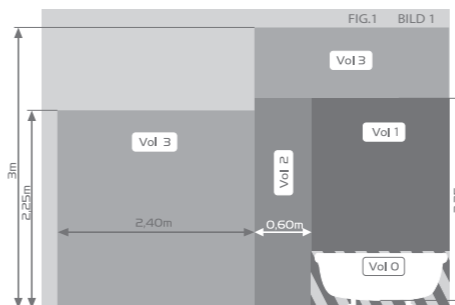 FIG.1 BILD 1
Vol 3
Vol 3
Vol 1
Vol 2
3m
2,25m
2,40m
0,60m
Vol 0